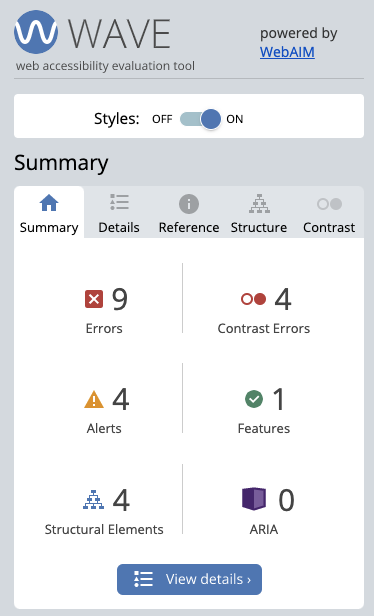 WAVE
web accessibility evaluation tool
powered by
WebAIM
Styles: OFF ON
Summary
Summary Details Reference Structure Contrast
9
Errors
4
Contrast Errors
4
Alerts
1
Features
4
Structural Elements
0
ARIA
View details ›